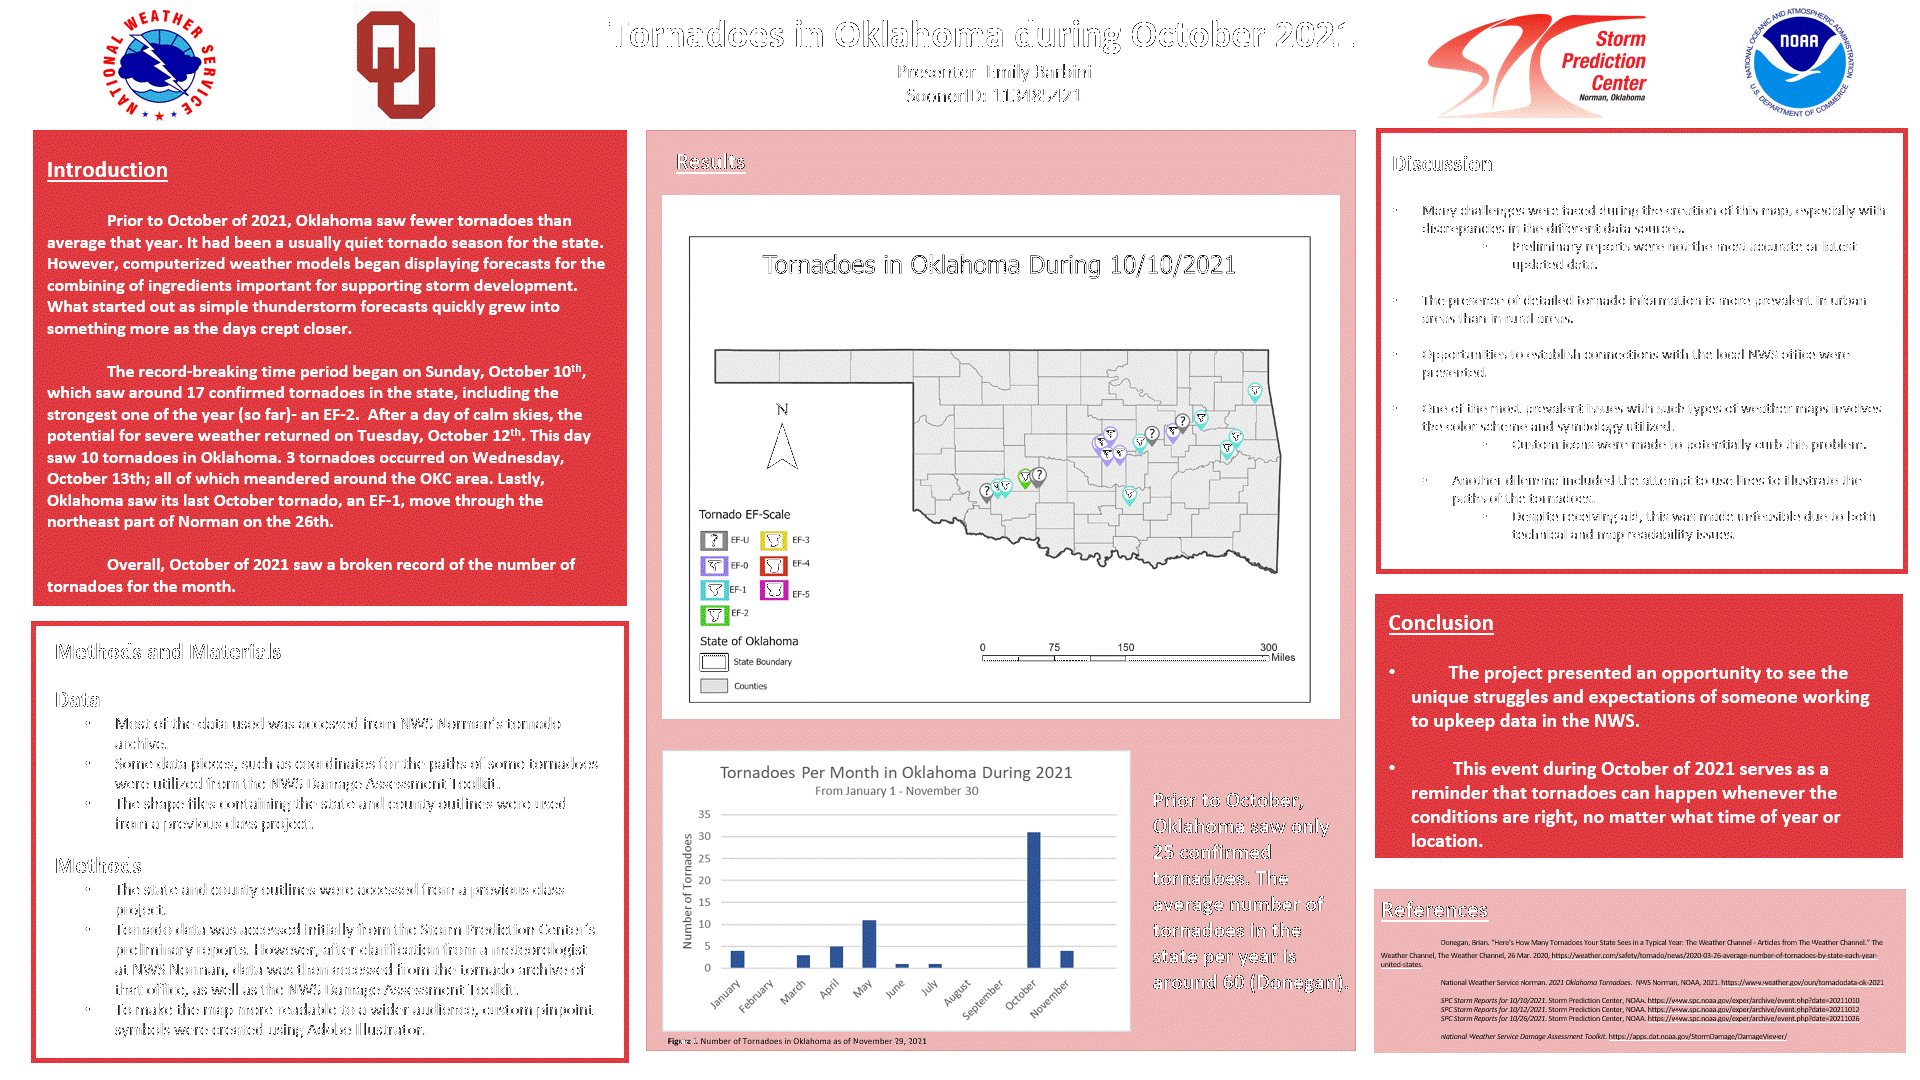 NATIONAL WEATHER SERVICE
OU
Tornadoes in Oklahoma during October 2021
Presenter: Emily Barbini
SoonerID: 113485421
Storm
Prediction
Center
Norman, Oklahoma
NATIONAL OCEANIC AND ATMOSPHERIC ADMINISTRATION
NOAA
U.S. DEPARTMENT OF COMMERCE
Introduction
Prior to October of 2021, Oklahoma saw fewer tornadoes than
average that year. It had been a usually quiet tornado season for the state.
However, computerized weather models began displaying forecasts for the
combining of ingredients important for supporting storm development.
What started out as simple thunderstorm forecasts quickly grew into
something more as the days crept closer.
The record-breaking time period began on Sunday, October 10th,
which saw around 17 confirmed tornadoes in the state, including the
strongest one of the year (so far)- an EF-2. After a day of calm skies, the
potential for severe weather returned on Tuesday, October 12th. This day
saw 10 tornadoes in Oklahoma. 3 tornadoes occurred on Wednesday,
October 13th; all of which meandered around the OKC area. Lastly,
Oklahoma saw its last October tornado, an EF-1, move through the
northeast part of Norman on the 26th.
Overall, October of 2021 saw a broken record of the number of
tornadoes for the month.
Methods and Materials
Data
• Most of the data used was accessed from NWS Norman's tornado
archive.
• Some data pieces, such as coordinates for the paths of some tornadoes
were utilized from the NWS Damage Assessment Toolkit.
• The shape files containing the state and county outlines were used
from a previous class project.
Methods
• The state and county outlines were accessed from a previous class
project.
• Tornado data was accessed initially from the Storm Prediction Center's
preliminary reports. However, after clarification from a meteorologist
at NWS Norman, data was then accessed from the tornado archive of
that office, as well as the NWS Damage Assessment Toolkit.
• To make the map more readable to a wider audience, custom pinpoint
symbols were created using Adobe Illustrator.
Results
Tornadoes in Oklahoma During 10/10/2021
N
Tornado EF-Scale
EF-U
EF-3
EF-0
EF-4
EF-1
EF-5
EF-2
State of Oklahoma
State Boundary
Counties
0 75 150 300
Miles
Tornadoes Per Month in Oklahoma During 2021
From January 1 - November 30
Number of Tornadoes
35
30
25
20
15
10
5
0
January February March April May June July August September October November
Figure 1. Number of Tornadoes in Oklahoma as of November 29, 2021
Prior to October,
Oklahoma saw only
25 confirmed
tornadoes. The
average number of
tornadoes in the
state per year is
around 60 (Donegan).
Discussion
• Many challenges were faced during the creation of this map, especially with
discrepancies in the different data sources.
• Preliminary reports were not the most accurate or latest
updated data.
• The presence of detailed tornado information is more prevalent in urban
areas than in rural areas.
• Opportunities to establish connections with the local NWS office were
presented.
• One of the most prevalent issues with such types of weather maps involves
the color scheme and symbology utilized.
• Custom icons were made to potentially curb this problem.
• Another dilemma included the attempt to use lines to illustrate the
paths of the tornadoes.
• Despite receiving aid, this was made unfeasible due to both
technical and map readability issues.
Conclusion
• The project presented an opportunity to see the
unique struggles and expectations of someone working
to upkeep data in the NWS.
• This event during October of 2021 serves as a
reminder that tornadoes can happen whenever the
conditions are right, no matter what time of year or
location.
References
Donegan, Brian. "Here's How Many Tornadoes Your State Sees in a Typical Year: The Weather Channel - Articles from The Weather Channel." The
Weather Channel, The Weather Channel, 26 Mar. 2020, https://weather.com/safety/tornado/news/2020-03-26-average-number-of-tornadoes-by-state-each-year-
united-states.
National Weather Service Norman. 2021 Oklahoma Tornadoes. NWS Norman, NOAA, 2021. https://www.weather.gov/oun/tornadodata-ok-2021
SPC Storm Reports for 10/10/2021. Storm Prediction Center, NOAA. https://www.spc.noaa.gov/exper/archive/event.php?date=20211010
SPC Storm Reports for 10/12/2021. Storm Prediction Center, NOAA. https://www.spc.noaa.gov/exper/archive/event.php?date=20211012
SPC Storm Reports for 10/26/2021. Storm Prediction Center, NOAA. https://www.spc.noaa.gov/exper/archive/event.php?date=20211026
National Weather Service Damage Assessment Toolkit. https://apps.dat.noaa.gov/StormDamage/DamageViewer/